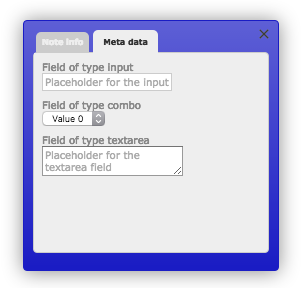 Note info Meta data
Field of type input
Placeholder for the input
Field of type combo
Value 0
Field of type textarea
Placeholder for the
textarea field